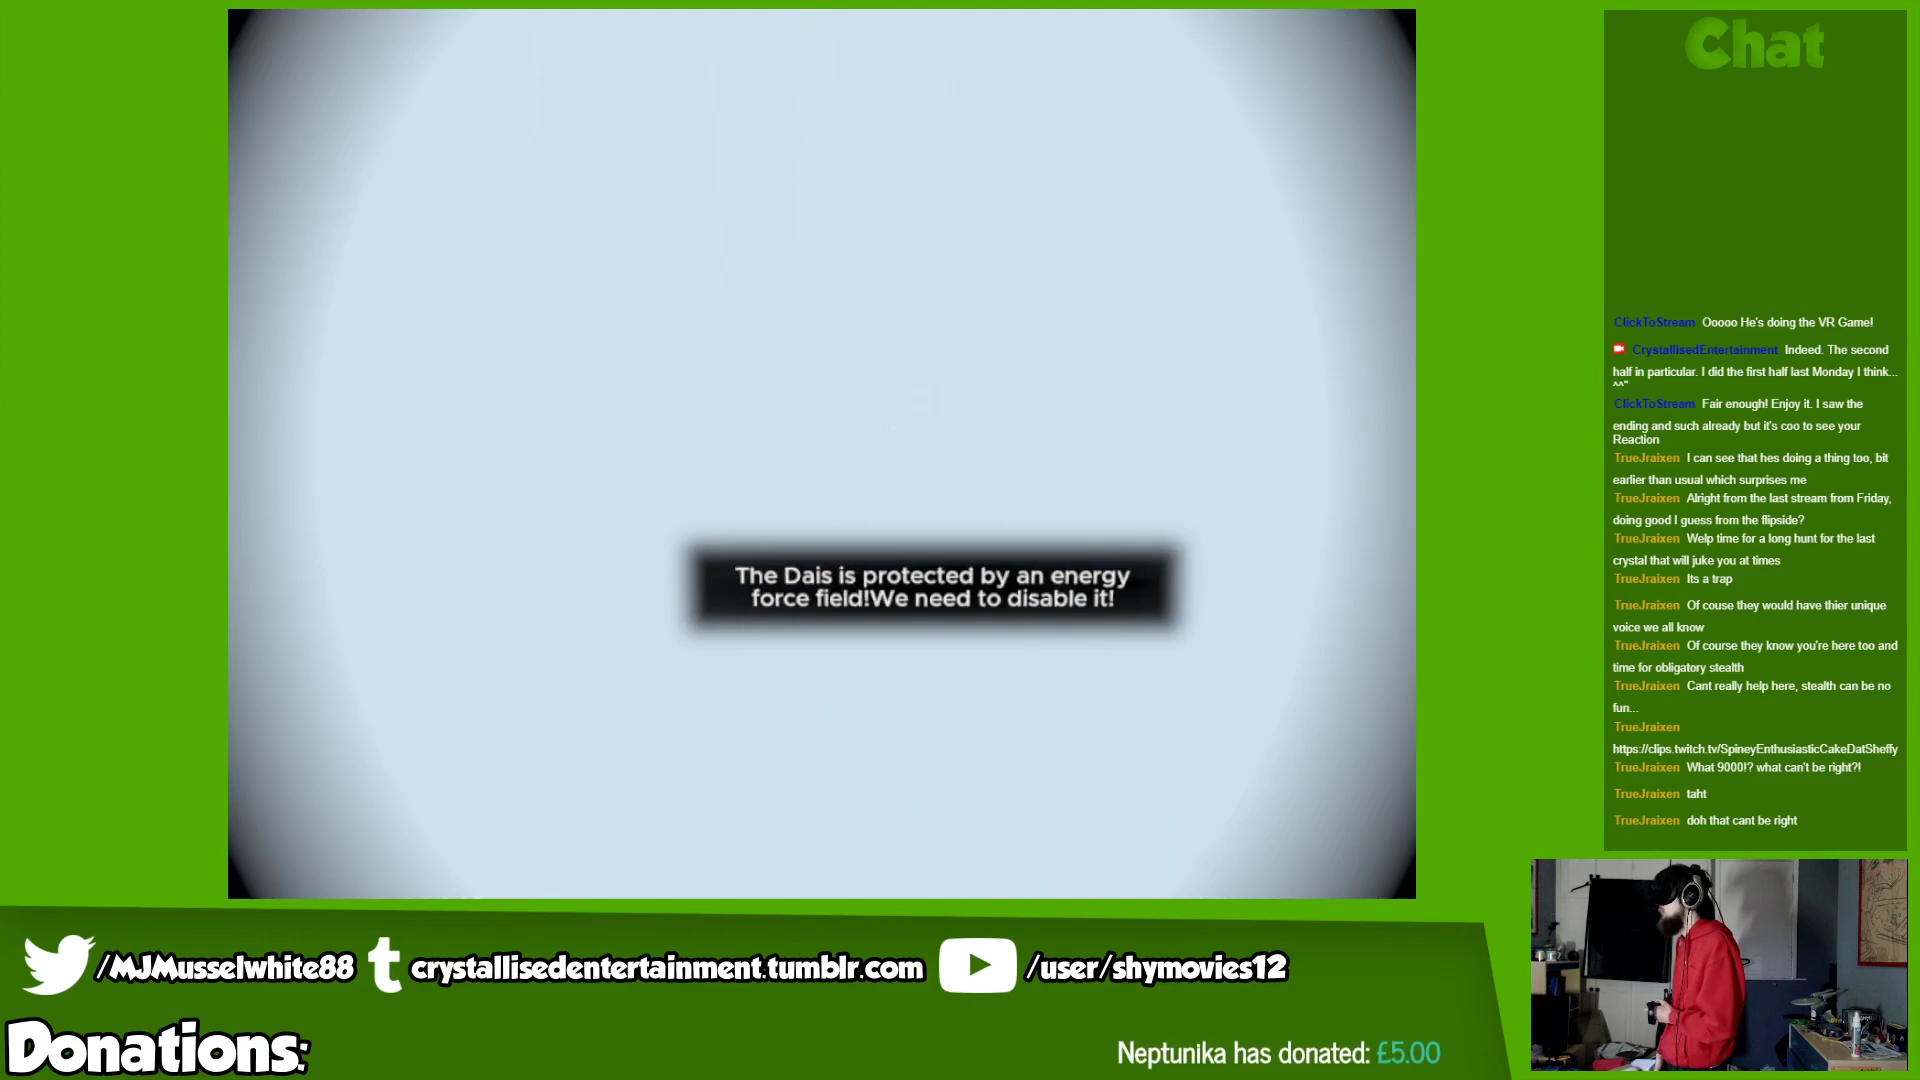 Chat
ClickToStream Ooooo He's doing the VR Game!
CrystallisedEntertainment Indeed. The second
half in particular. I did the first half last Monday I think...
^^"
ClickToStream Fair enough! Enjoy it. I saw the
ending and such already but it's coo to see your
Reaction
TrueJraixen I can see that hes doing a thing too, bit
earlier than usual which surprises me
TrueJraixen Alright from the last stream from Friday,
doing good I guess from the flipside?
TrueJraixen Welp time for a long hunt for the last
crystal that will juke you at times
TrueJraixen Its a trap
TrueJraixen Of couse they would have thier unique
voice we all know
TrueJraixen Of course they know you're here too and
time for obligatory stealth
TrueJraixen Cant really help here, stealth can be no
fun...
TrueJraixen
https://clips.twitch.tv/SpineyEnthusiasticCakeDatSheffy
TrueJraixen What 9000!? what can't be right?!
TrueJraixen taht
TrueJraixen doh that cant be right
The Dais is protected by an energy
force field!We need to disable it!
/MJMusselwhite88 crystallisedentertainment.tumblr.com /user/shymovies12
Donations:
Neptunika has donated: £5.00